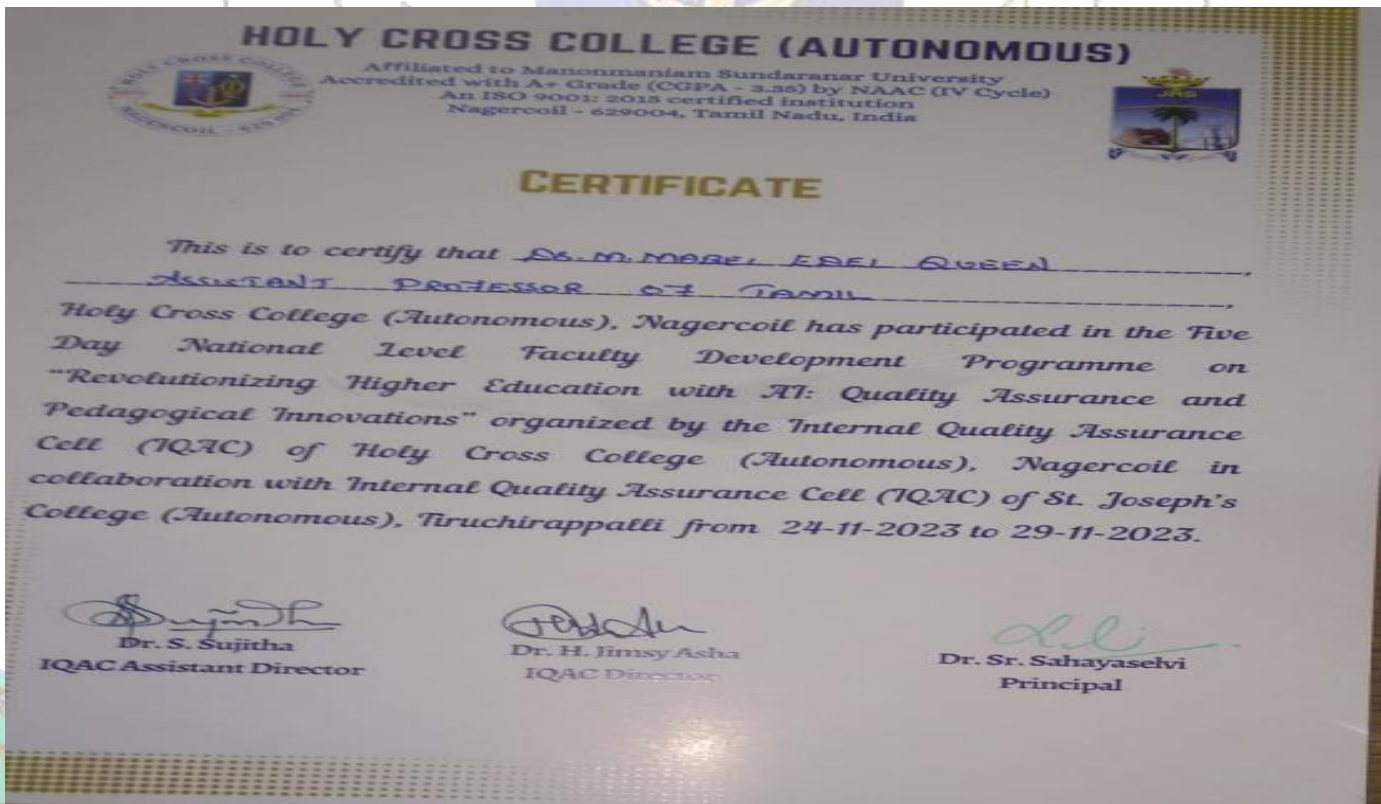 HOLY CROSS COLLEGE (AUTONOMOUS)
Affiliated to Manonmaniam Sundaranar University
Accredited with A+ Grade (CGPA - 3.35) by NAAC (IV Cycle)
An ISO 9001: 2015 certified institution
Nagercoil - 629004, Tamil Nadu, India
HOLY CROSS COLLEGE
NAGERCOIL
CERTIFICATE
This is to certify that Dr. M. MABEL EDEL QUEEN,
ASSISTANT PROFESSOR OF TAMIL,
Holy Cross College (Autonomous), Nagercoil has participated in the Five
Day National Level Faculty Development Programme on
"Revolutionizing Higher Education with AI: Quality Assurance and
Pedagogical Innovations" organized by the Internal Quality Assurance
Cell (IQAC) of Holy Cross College (Autonomous), Nagercoil in
collaboration with Internal Quality Assurance Cell (IQAC) of St. Joseph's
College (Autonomous), Tiruchirappalli from 24-11-2023 to 29-11-2023.
Dr. S. Sujitha
IQAC Assistant Director
Dr. H. Jimsy Asha
IQAC Director
Dr. Sr. Sahayaselvi
Principal